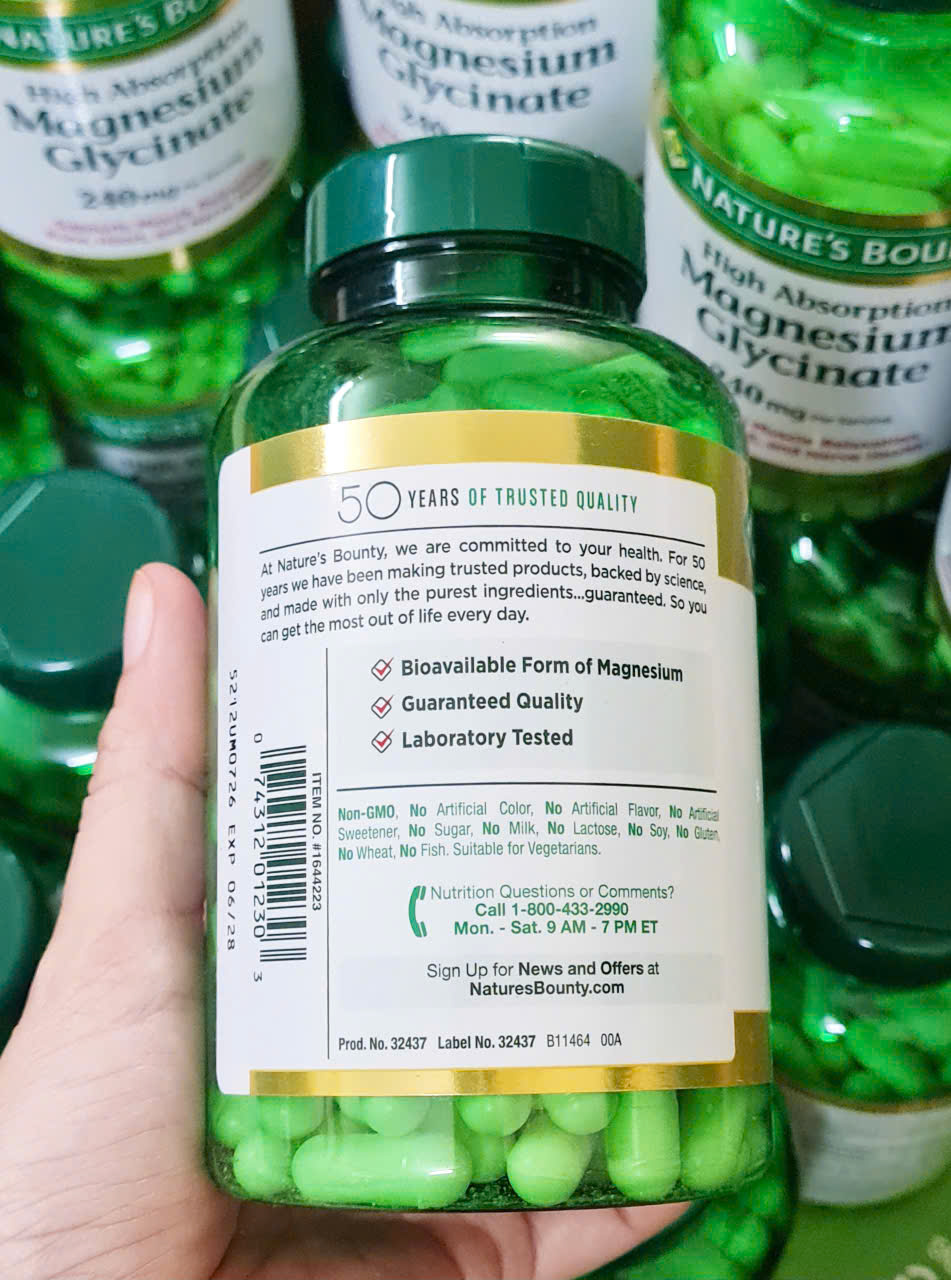 NATURE'S BOUNTY
High Absorption
Magnesium
Glycinate
240 mg
High Absorption
Magnesium
Glycinate
240
NATURE'S BOU
High Absorption
Magnesium
Glycinate
240 mg
50 YEARS OF TRUSTED QUALITY
At Nature's Bounty, we are committed to your health. For 50
years we have been making trusted products, backed by science,
and made with only the purest ingredients...guaranteed. So you
can get the most out of life every day.
Bioavailable Form of Magnesium
Guaranteed Quality
Laboratory Tested
Non-GMO, No Artificial Color, No Artificial Flavor, No Artificial
Sweetener, No Sugar, No Milk, No Lactose, No Soy, No Gluten,
No Wheat, No Fish. Suitable for Vegetarians.
Nutrition Questions or Comments?
Call 1-800-433-2990
Mon. - Sat. 9 AM - 7 PM ET
Sign Up for News and Offers at
NaturesBounty.com
Prod. No. 32437 Label No. 32437 B11464 00A
5212UM0726 EXP 06/28
0 74312 01230 3
ITEM NO. #1644223